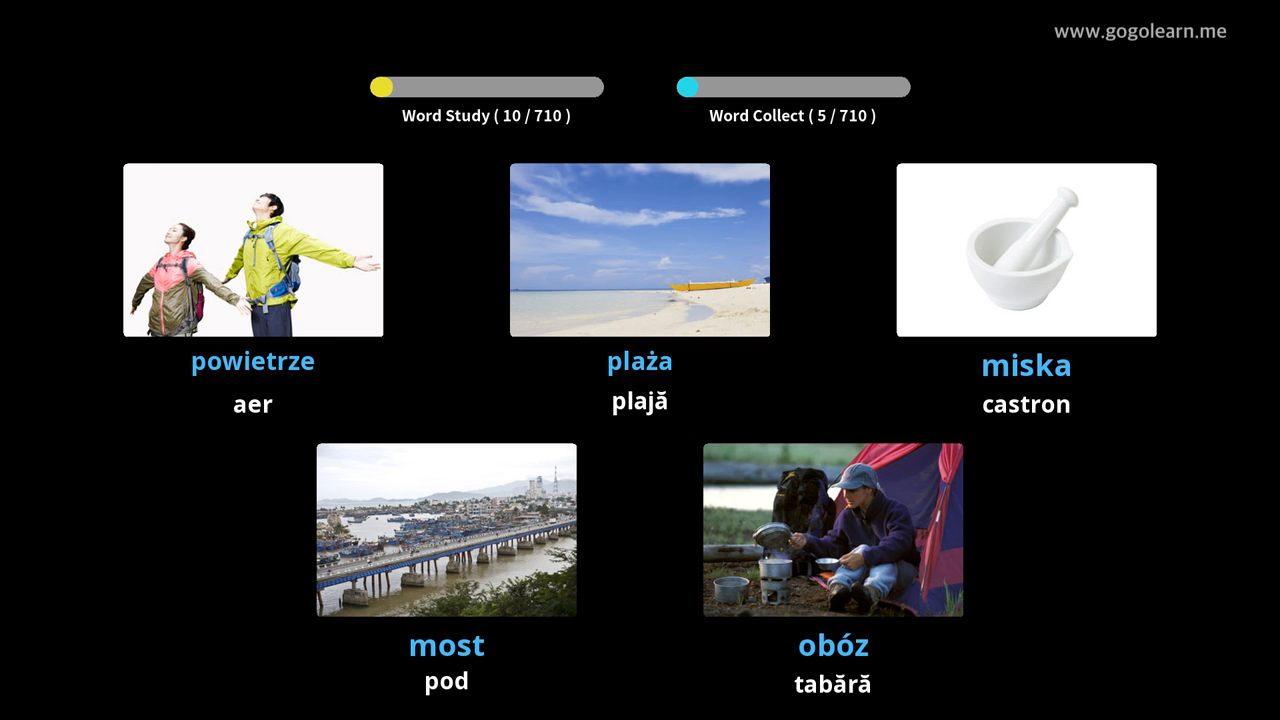 www.gogolearn.me
Word Study ( 10 / 710 )
Word Collect ( 5 / 710 )
powietrze
aer
plaża
plajă
miska
castron
most
pod
obóz
tabără